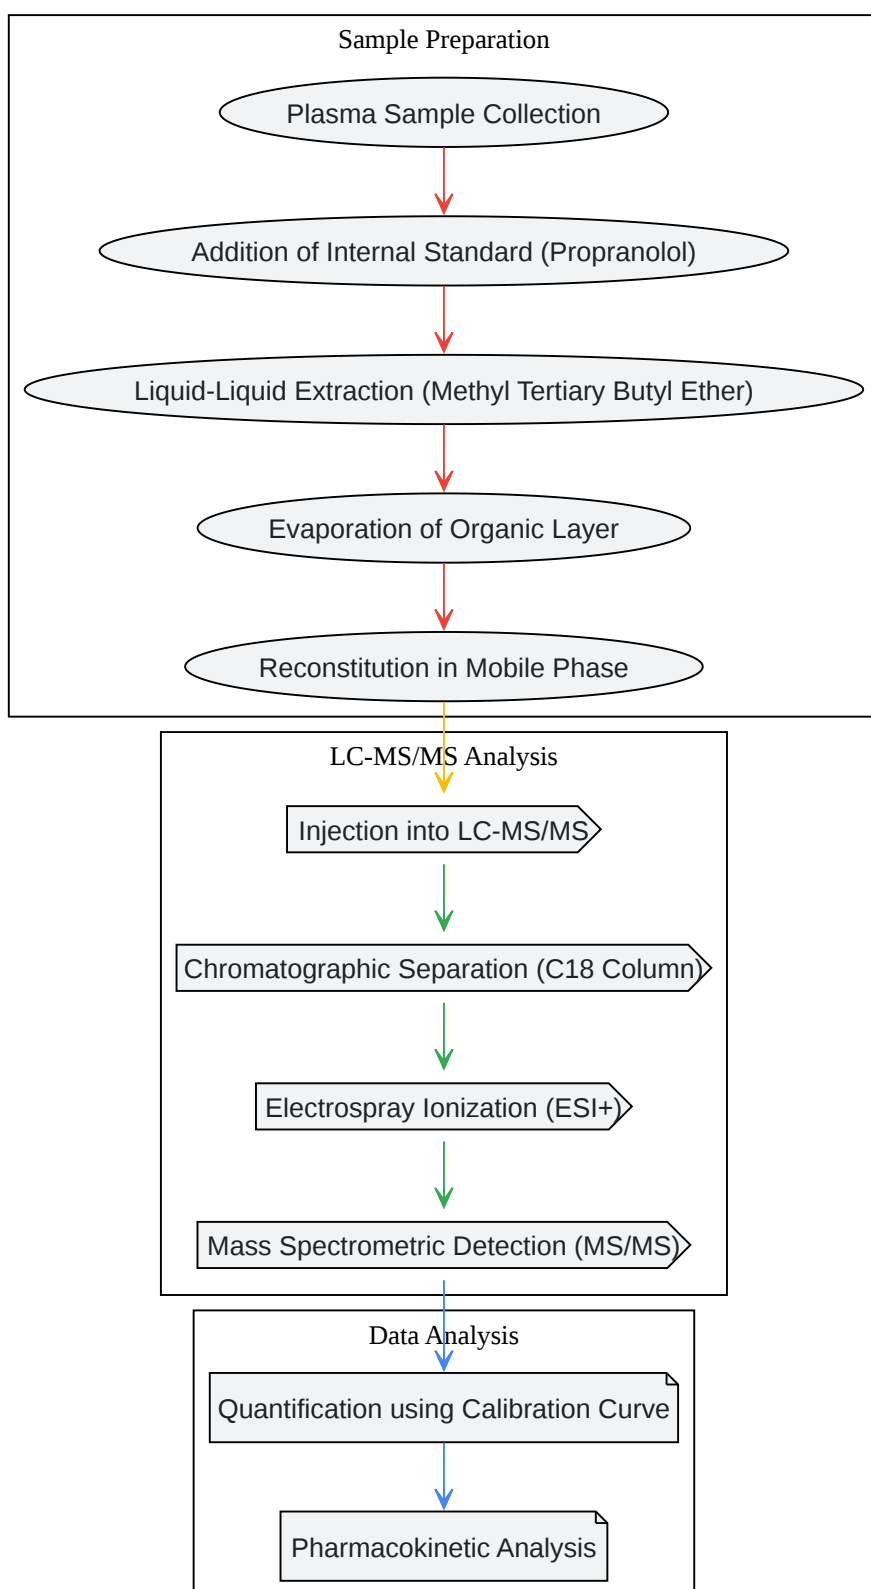 Sample Preparation
Plasma Sample Collection
Addition of Internal Standard (Propranolol)
Liquid-Liquid Extraction (Methyl Tertiary Butyl Ether)
Evaporation of Organic Layer
Reconstitution in Mobile Phase
LC-MS/MS Analysis
Injection into LC-MS/MS
Chromatographic Separation (C18 Column)
Electrospray Ionization (ESI+)
Mass Spectrometric Detection (MS/MS)
Data Analysis
Quantification using Calibration Curve
Pharmacokinetic Analysis